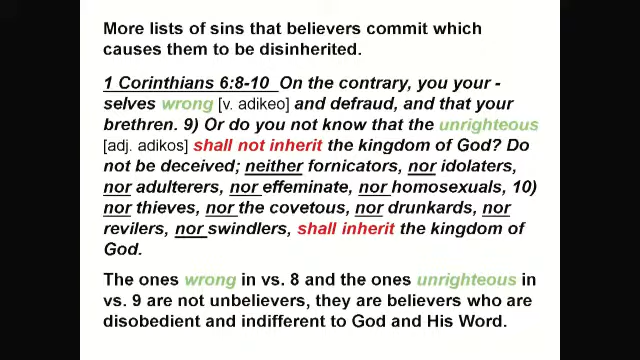 More lists of sins that believers commit which
causes them to be disinherited.
1 Corinthians 6:8-10 On the contrary, you your -
selves wrong [v. adikeo] and defraud, and that your
brethren. 9) Or do you not know that the unrighteous
[adj. adikos] shall not inherit the kingdom of God? Do
not be deceived; neither fornicators, nor idolaters,
nor adulterers, nor effeminate, nor homosexuals, 10)
nor thieves, nor the covetous, nor drunkards, nor
revilers, nor swindlers, shall inherit the kingdom of
God.
The ones wrong in vs. 8 and the ones unrighteous in
vs. 9 are not unbelievers, they are believers who are
disobedient and indifferent to God and His Word.